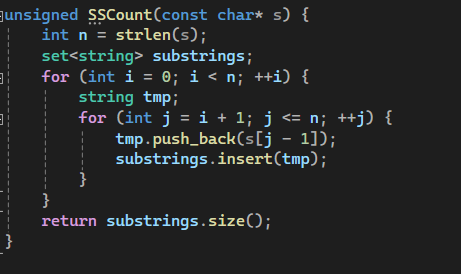 unsigned SSCount(const char* s) {
    int n = strlen(s);
    set<string> substrings;
    for (int i = 0; i < n; ++i) {
        string tmp;
        for (int j = i + 1; j <= n; ++j) {
            tmp.push_back(s[j - 1]);
            substrings.insert(tmp);
        }
    }
    return substrings.size();
}